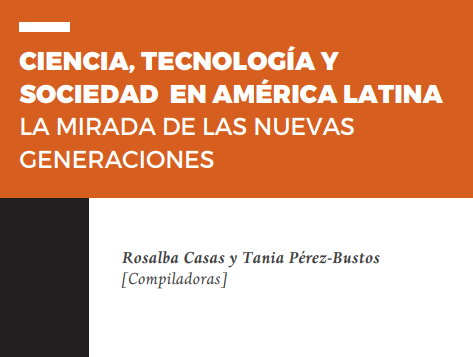 CIENCIA, TECNOLOGÍA Y
SOCIEDAD EN AMÉRICA LATINA
LA MIRADA DE LAS NUEVAS
GENERACIONES
Rosalba Casas y Tania Pérez-Bustos
[Compiladoras]